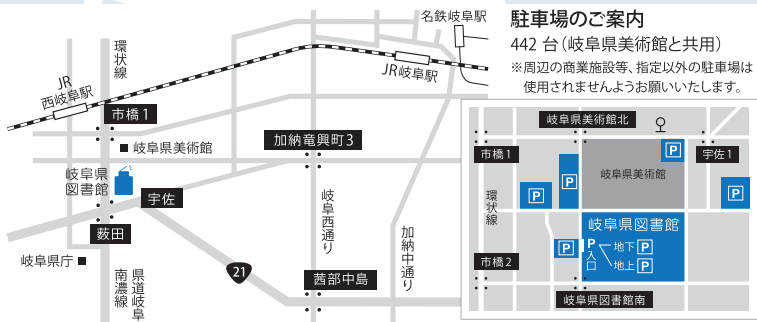 名鉄岐阜駅
駐車場のご案内
442 台（岐阜県美術館と共用）
※周辺の商業施設等、指定以外の駐車場は
使用されませんようお願いいたします。
環状線
JR
西岐阜駅
JR岐阜駅
市橋1
岐阜県美術館
加納竜興町3
岐阜県
図書館
宇佐
薮田
岐阜県庁
県道岐阜
南濃線
21
岐阜西通り
加納中通り
茜部中島
岐阜県美術館北
市橋1
P
宇佐1
岐阜県美術館
P
P
P
環状線
岐阜県図書館
P
P
入口
地下 P
地上 P
市橋2
岐阜県図書館南